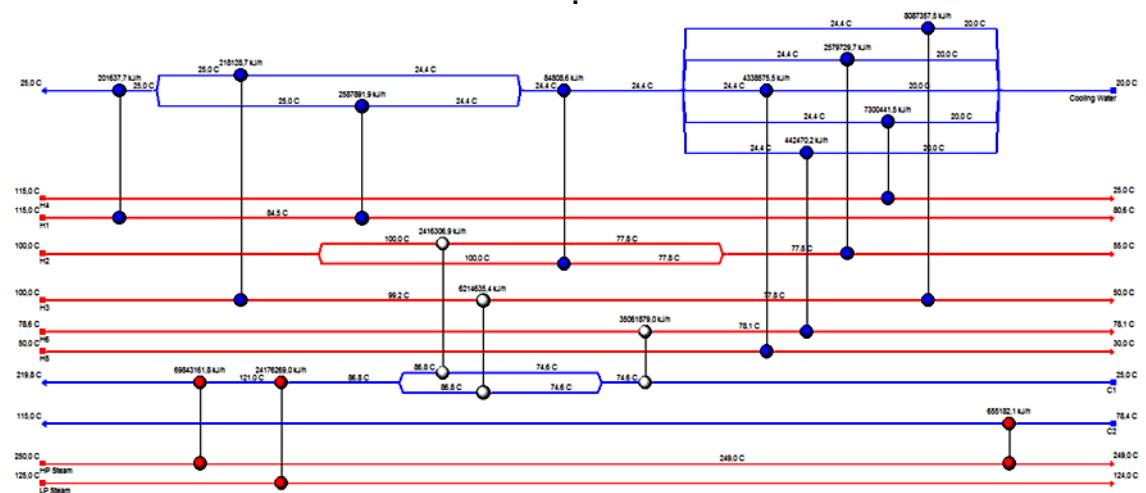 8087357,5 kJ/h
24,4 C 20,0 C
2579729,7 kJ/h
24,4 C 20,0 C
218128,7 kJ/h
25,0 C 24,4 C
25,0 C 201637,7 kJ/h 25,0 C 84808,6 kJ/h 24,4 C 24,4 C 24,4 C 4338875,5 kJ/h 20,0 C 20,0 C
Cooling Water
2587891,9 kJ/h
25,0 C 24,4 C
7300441,5 kJ/h
24,4 C 20,0 C
442470,2 kJ/h
24,4 C 20,0 C
115,0 C 25,0 C
H4
115,0 C 84,5 C 80,6 C
H1
2416306,9 kJ/h
100,0 C 77,8 C
100,0 C 77,8 C 55,0 C
H2
100,0 C 77,8 C
6214635,4 kJ/h
100,0 C 99,2 C 77,8 C 50,0 C
H3
35061879,0 kJ/h
78,6 C 78,1 C 78,1 C
H6
50,0 C 30,0 C
H5
69843161,8 kJ/h 24176269,0 kJ/h
86,8 C 74,6 C
219,8 C 121,0 C 86,8 C 74,6 C 25,0 C
C1
86,8 C 74,6 C
655182,1 kJ/h
115,0 C 78,4 C
C2
250,0 C 249,0 C 249,0 C
HP Steam
125,0 C 124,0 C
LP Steam